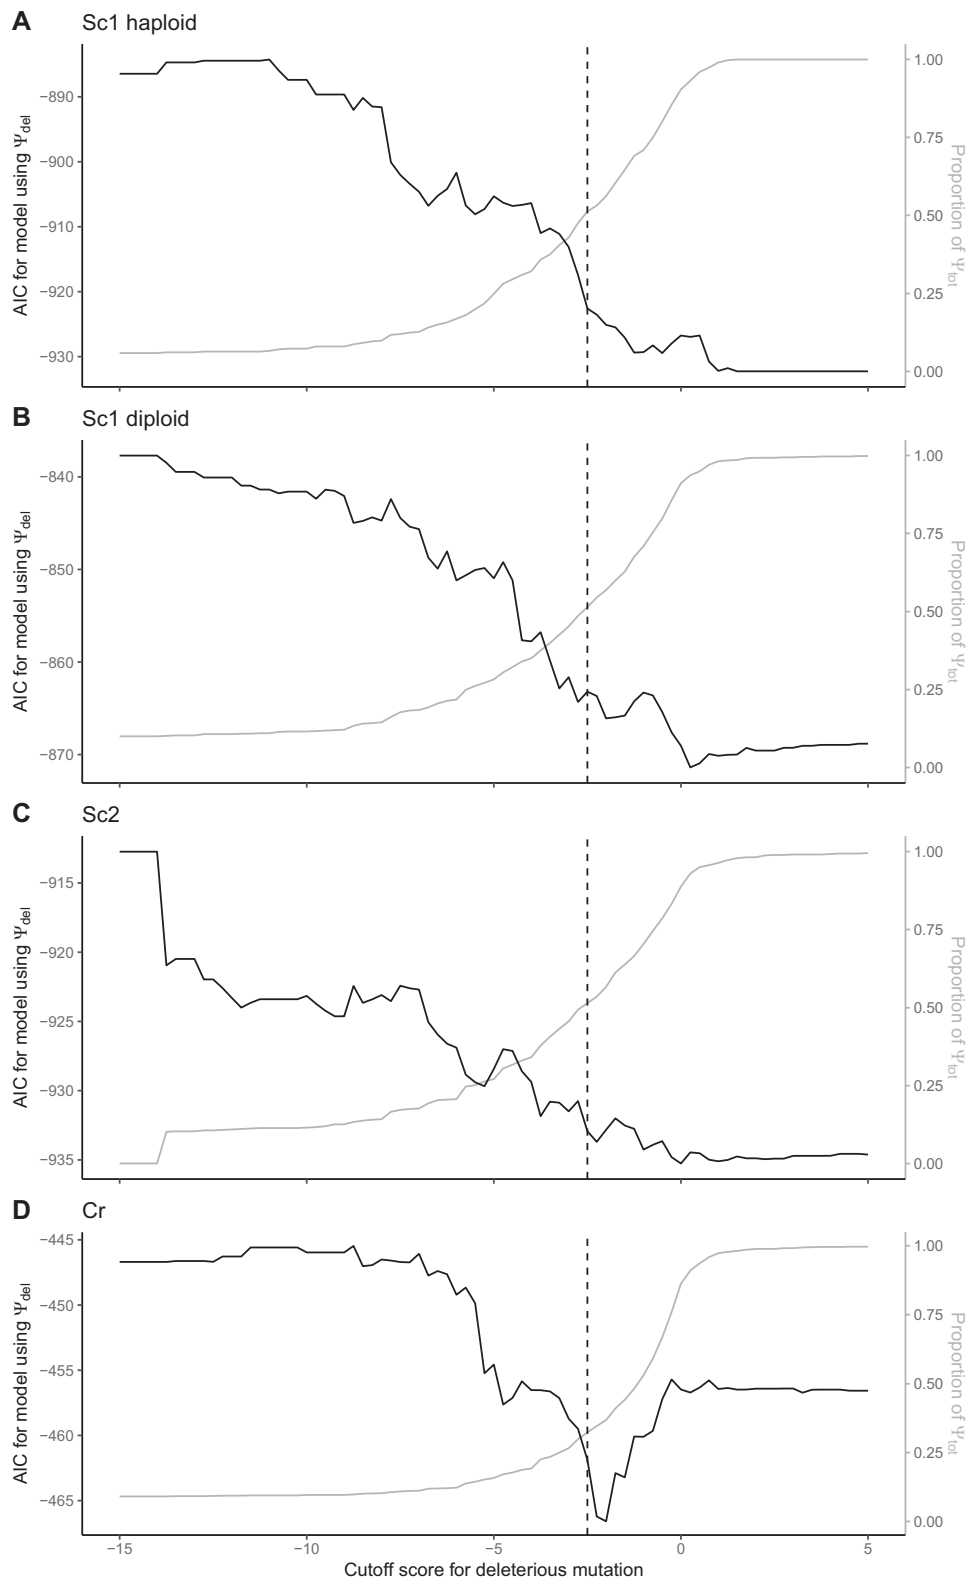 A Sc1 haploid
AIC for model using Ψdel
−890
−900
−910
−920
−930
1.00
0.75
0.50
0.25
0.00
Proportion of Ψtot
B Sc1 diploid
AIC for model using Ψdel
−840
−850
−860
−870
1.00
0.75
0.50
0.25
0.00
Proportion of Ψtot
C Sc2
AIC for model using Ψdel
−915
−920
−925
−930
−935
1.00
0.75
0.50
0.25
0.00
Proportion of Ψtot
D Cr
AIC for model using Ψdel
−445
−450
−455
−460
−465
1.00
0.75
0.50
0.25
0.00
Proportion of Ψtot
−15 −10 −5 0 5
Cutoff score for deleterious mutation